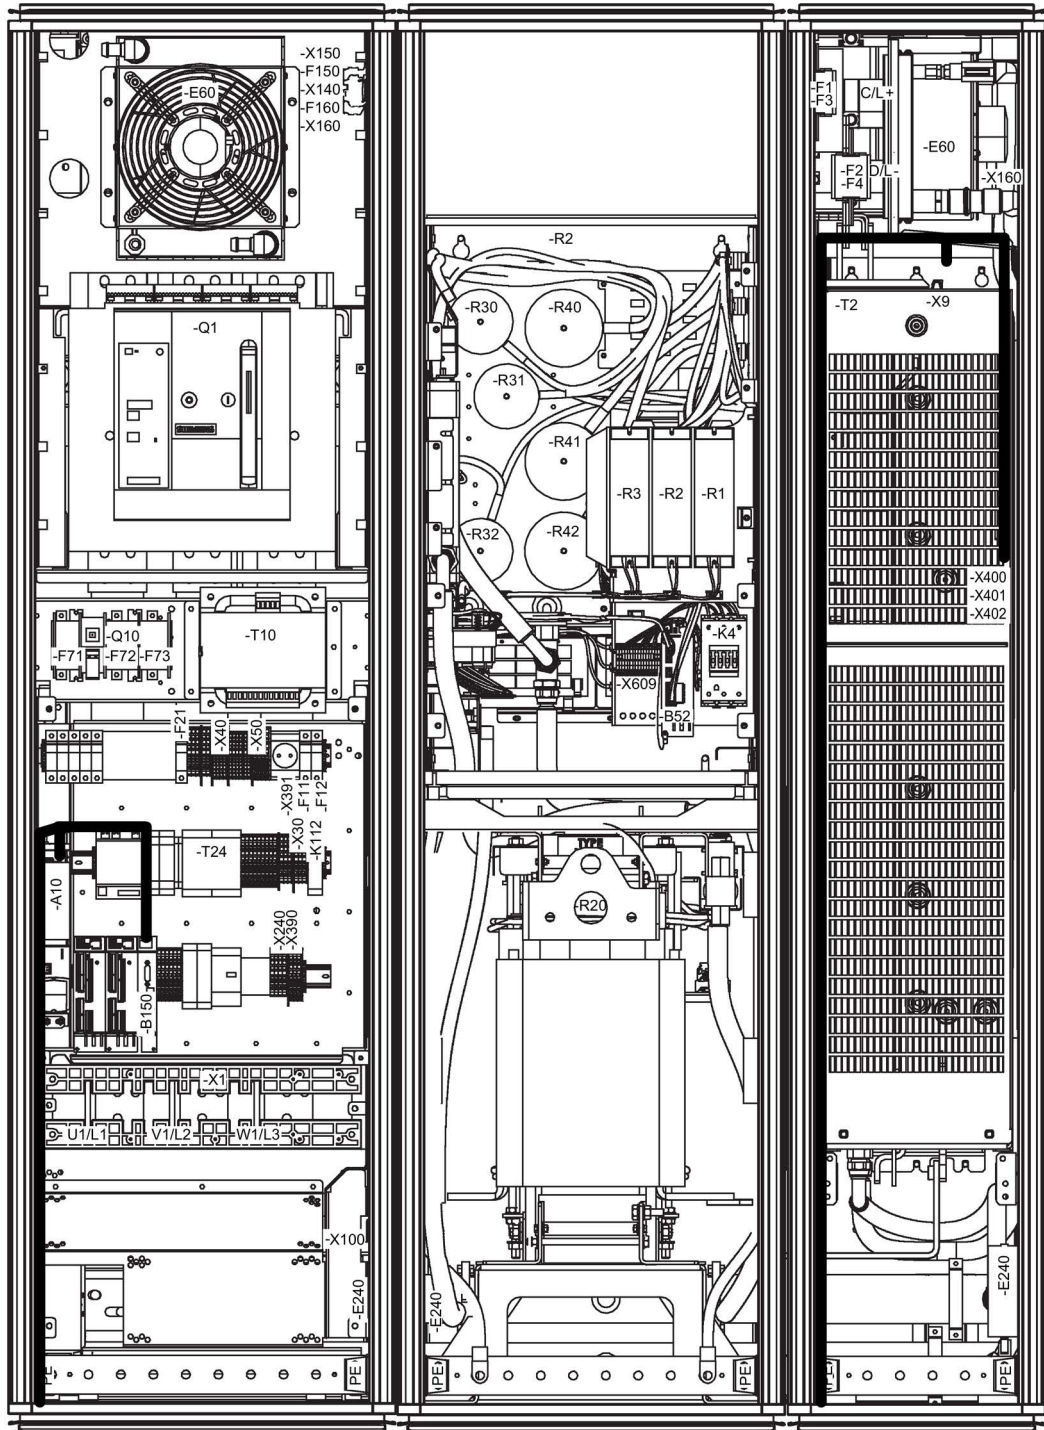 -X150
-F150
-X140
-F160
-X160
-E60
-Q1
SIEMENS
-Q10
-F71
-F72
-F73
-T10
-F21
-X40
-X50
-X391
-F11
-F12
-X30
-K112
-T24
-A10
-X240
-X390
-B150
-X1
U1/L1
V1/L2
W1/L3
-X100
-E240
PE
PE
-R2
-R30
-R40
-R31
-R41
-R32
-R42
-R3
-R2
-R1
-K4
-X609
-B52
TYPE
-R20
-E240
PE
PE
-F1
-F3
C/L+
-E60
-F2
-F4
D/L-
-X160
-T2
-X9
-X400
-X401
-X402
-E240
PE
PE